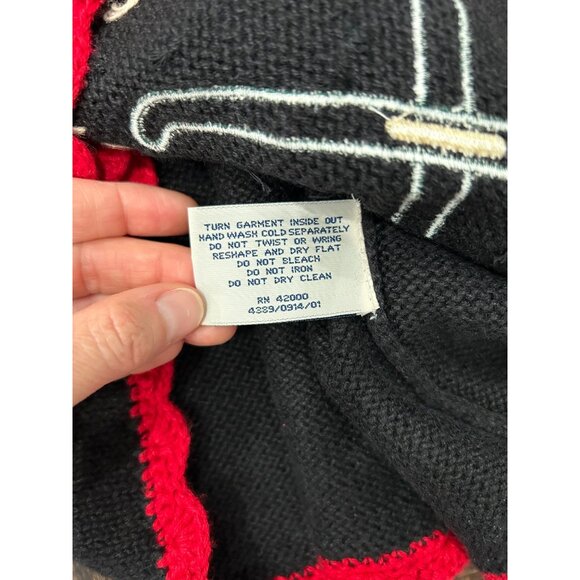 TURN GARMENT INSIDE OUT
HAND WASH COLD SEPARATELY
DO NOT TWIST OR WRING
RESHAPE AND DRY FLAT
DO NOT BLEACH
DO NOT IRON
DO NOT DRY CLEAN
RN 42000
4389/0914/01